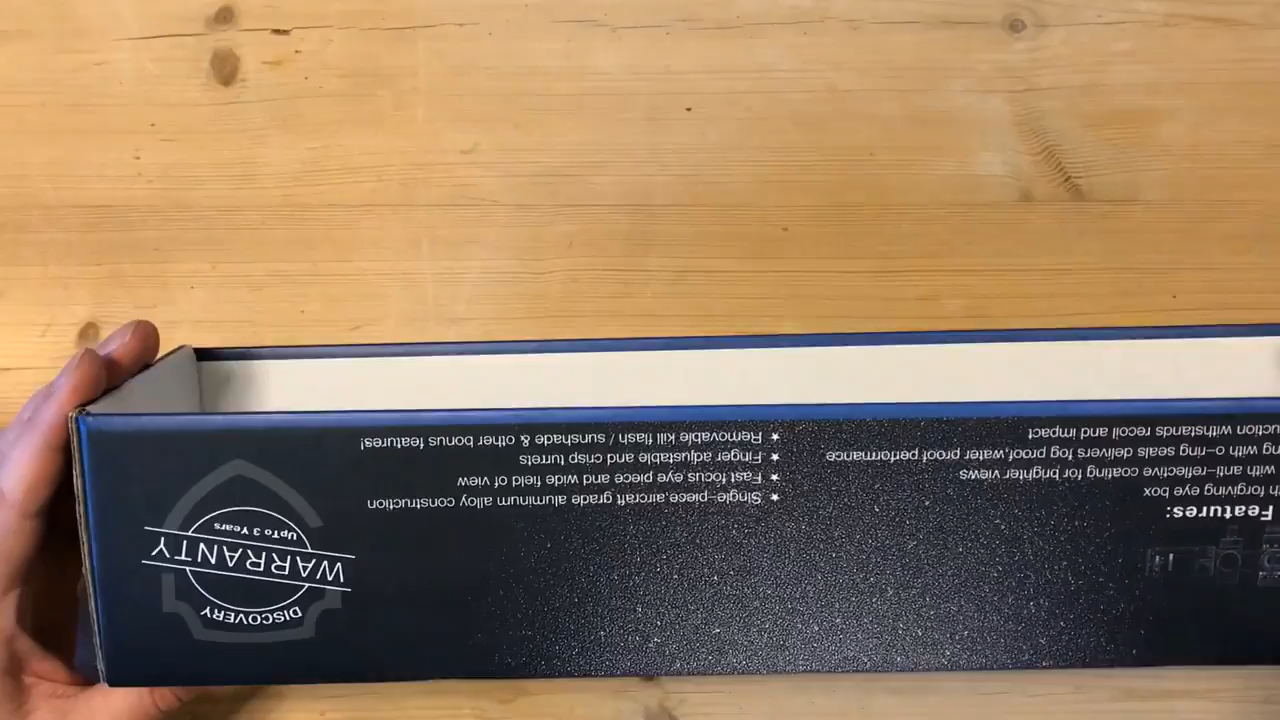 Features:
th forgiving eye box
with anti-reflective coating for brighter views
ng with o-ring seals delivers fog proof,water proof performance
uction withstands recoil and impact
★ Single-piece,aircraft grade aluminum alloy construction
★ Fast focus eye piece and wide field of view
★ Finger adjustable and crisp turrets
★ Removable kill flash / sunshade & other bonus features!
DISCOVERY
WARRANTY
UpTo 3 Years